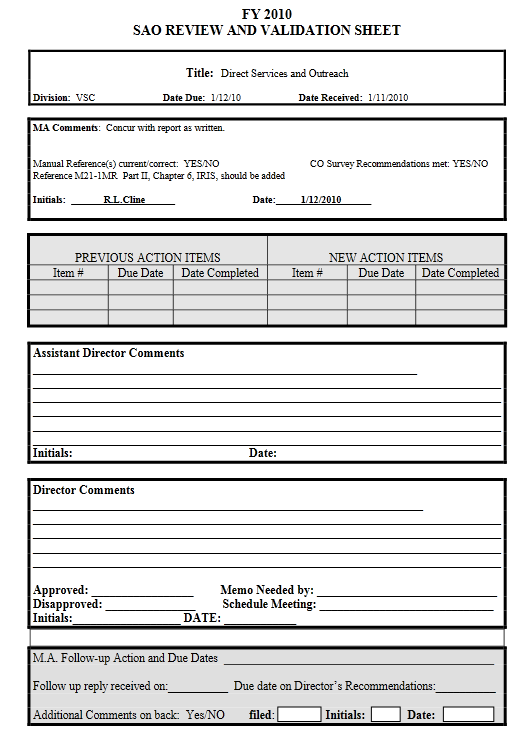 FY 2010
SAO REVIEW AND VALIDATION SHEET
Title: Direct Services and Outreach
Division: VSC Date Due: 1/12/10 Date Received: 1/11/2010
MA Comments: Concur with report as written.
Manual Reference(s) current/correct: YES/NO CO Survey Recommendations met: YES/NO
Reference M21-1MR Part II, Chapter 6, IRIS, should be added
Initials: R.L.Cline Date: 1/12/2010
PREVIOUS ACTION ITEMS NEW ACTION ITEMS
Item # Due Date Date Completed Item # Due Date Date Completed
Assistant Director Comments
Initials: Date:
Director Comments
Approved: Memo Needed by:
Disapproved: Schedule Meeting:
Initials: DATE:
M.A. Follow-up Action and Due Dates
Follow up reply received on: Due date on Director's Recommendations:
Additional Comments on back: Yes/NO filed: Initials: Date: